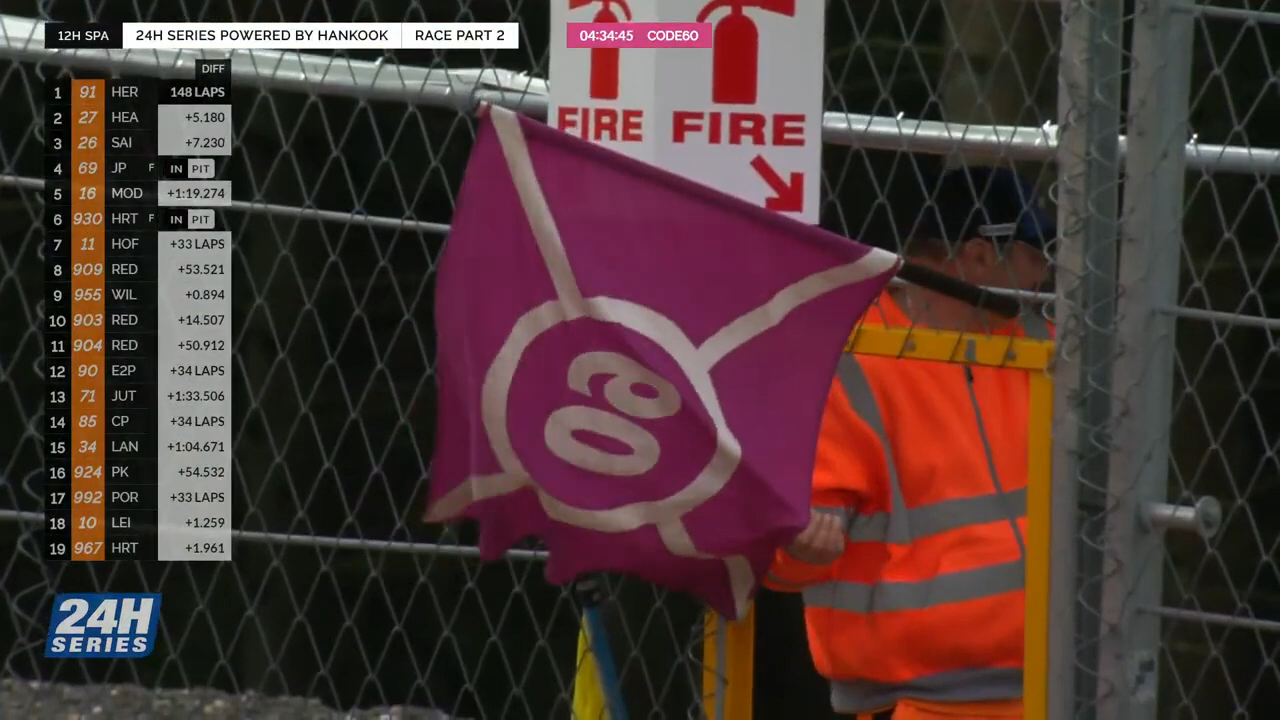 12H SPA 24H SERIES POWERED BY HANKOOK RACE PART 2 04:34:45 CODE60
DIFF
1 91 HER 148 LAPS
2 27 HEA +5.180
3 26 SAI +7.230
4 69 JP F IN PIT
5 16 MOD +1:19.274
6 930 HRT F IN PIT
7 11 HOF +33 LAPS
8 909 RED +53.521
9 955 WIL +0.894
10 903 RED +14.507
11 904 RED +50.912
12 90 E2P +34 LAPS
13 71 JUT +1:33.506
14 85 CP +34 LAPS
15 34 LAN +1:04.671
16 924 PK +54.532
17 992 POR +33 LAPS
18 10 LEI +1.259
19 967 HRT +1.961
FIRE FIRE
60
24H
SERIES